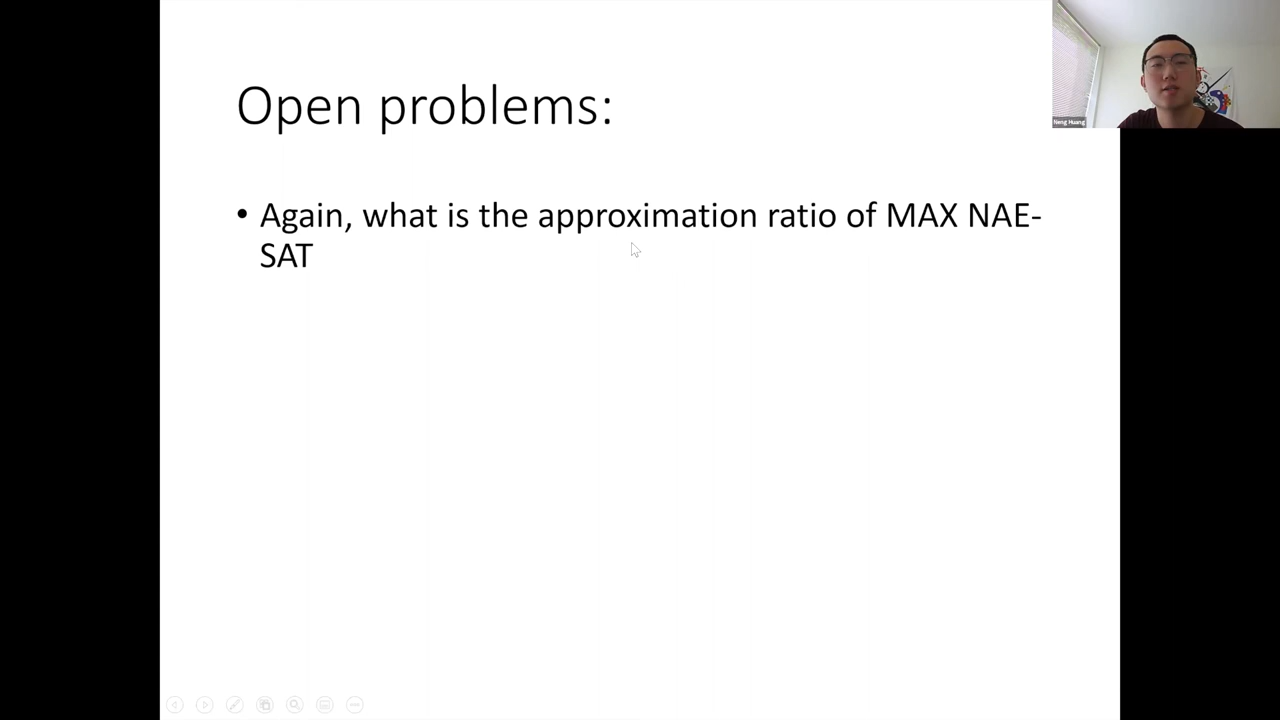 Open problems:
• Again, what is the approximation ratio of MAX NAE-
SAT
Neng Huang